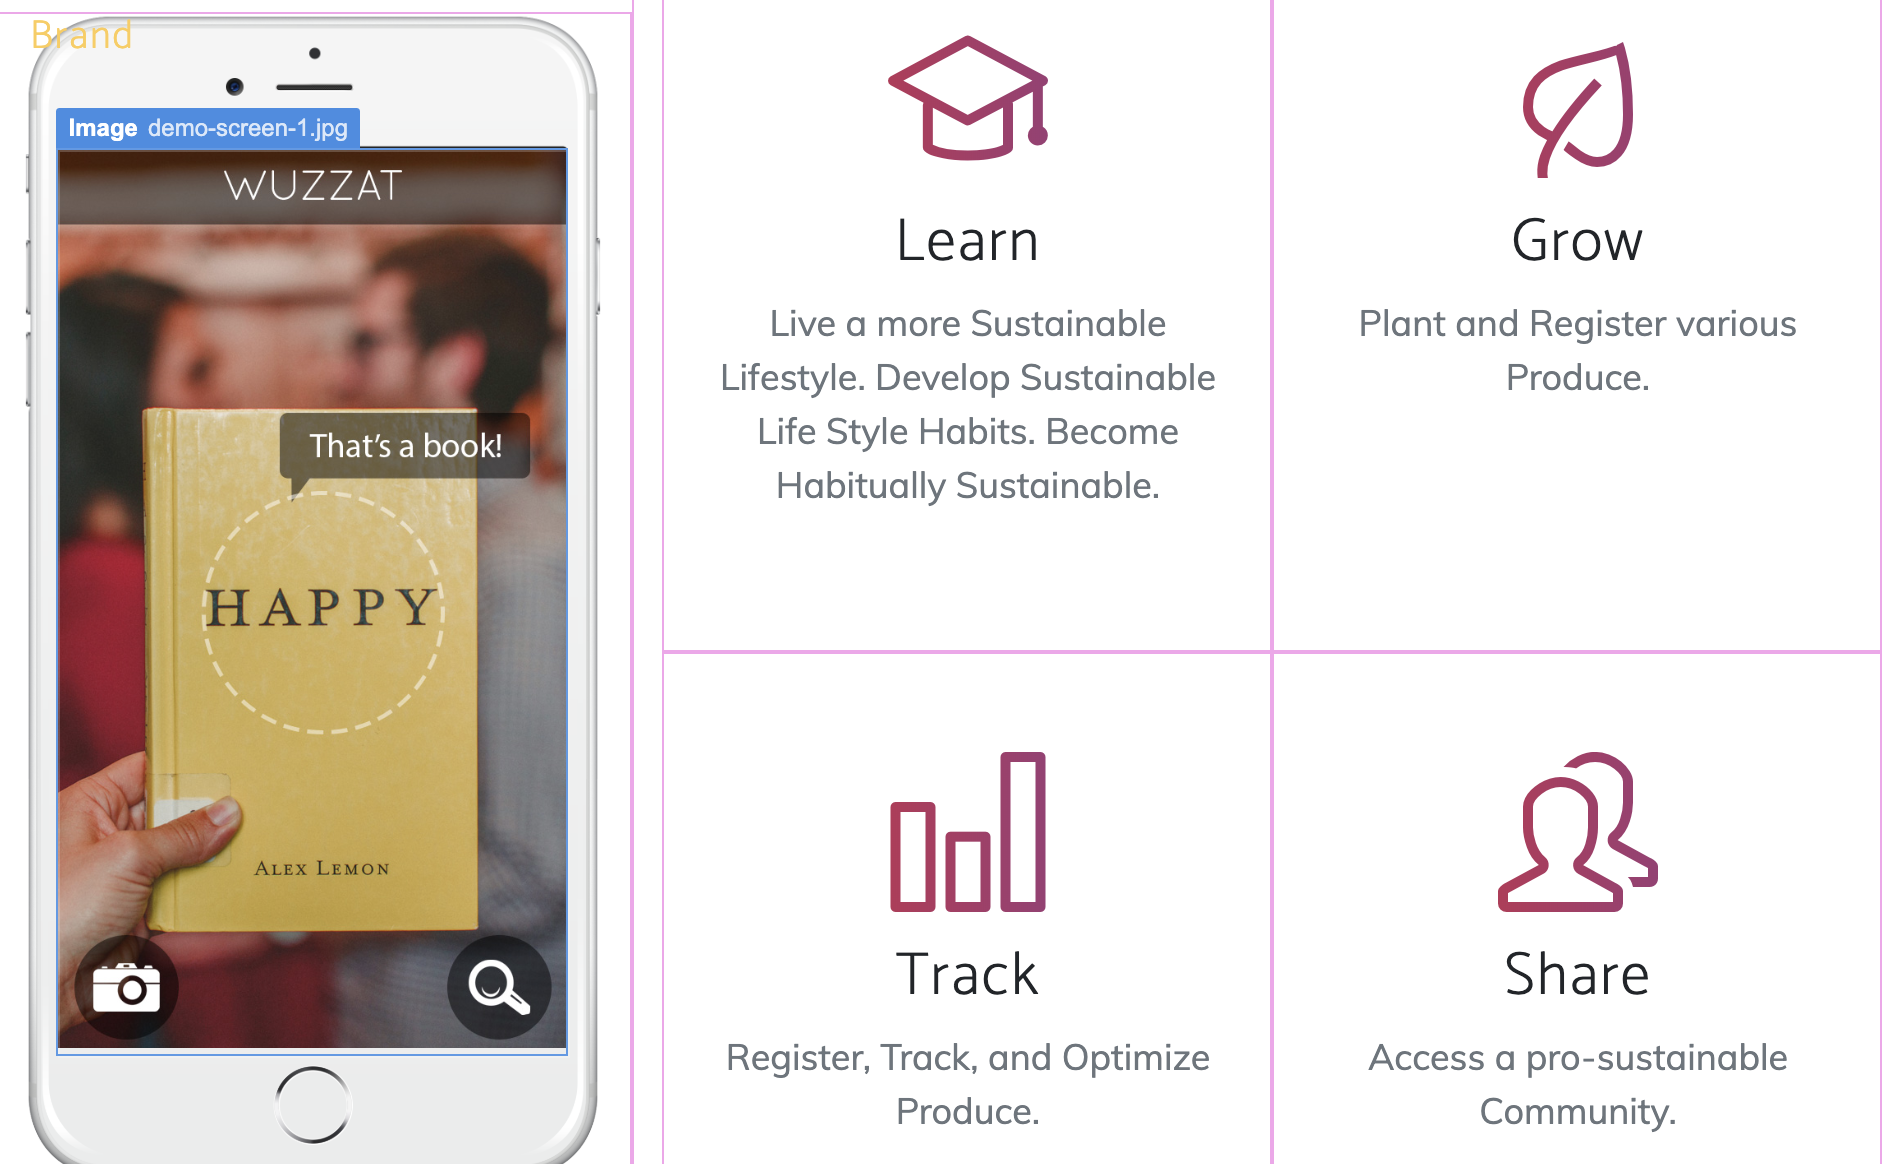 Brand
Image demo-screen-1.jpg
WUZZAT
That's a book!
HAPPY
ALEX LEMON
Learn
Live a more Sustainable
Lifestyle. Develop Sustainable
Life Style Habits. Become
Habitually Sustainable.
Grow
Plant and Register various
Produce.
Track
Register, Track, and Optimize
Produce.
Share
Access a pro-sustainable
Community.